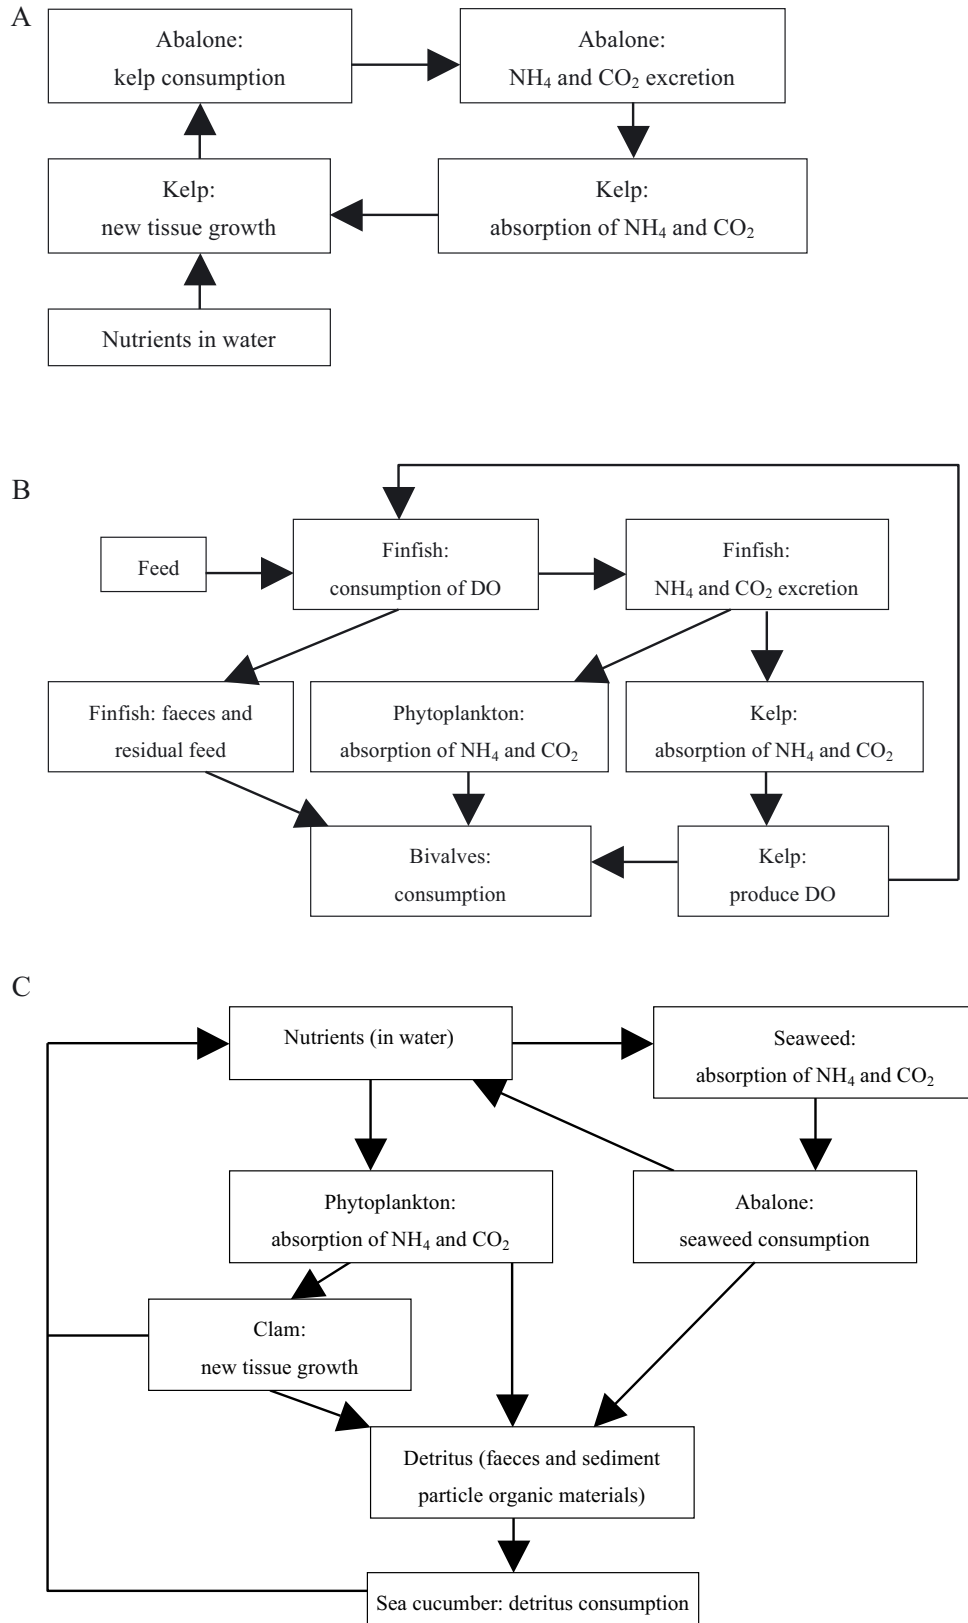 A
Abalone:
kelp consumption
Abalone:
NH₄ and CO₂ excretion
Kelp:
new tissue growth
Kelp:
absorption of NH₄ and CO₂
Nutrients in water
B
Feed
Finfish:
consumption of DO
Finfish:
NH₄ and CO₂ excretion
Finfish: faeces and
residual feed
Phytoplankton:
absorption of NH₄ and CO₂
Kelp:
absorption of NH₄ and CO₂
Bivalves:
consumption
Kelp:
produce DO
C
Nutrients (in water)
Seaweed:
absorption of NH₄ and CO₂
Phytoplankton:
absorption of NH₄ and CO₂
Abalone:
seaweed consumption
Clam:
new tissue growth
Detritus (faeces and sediment
particle organic materials)
Sea cucumber: detritus consumption